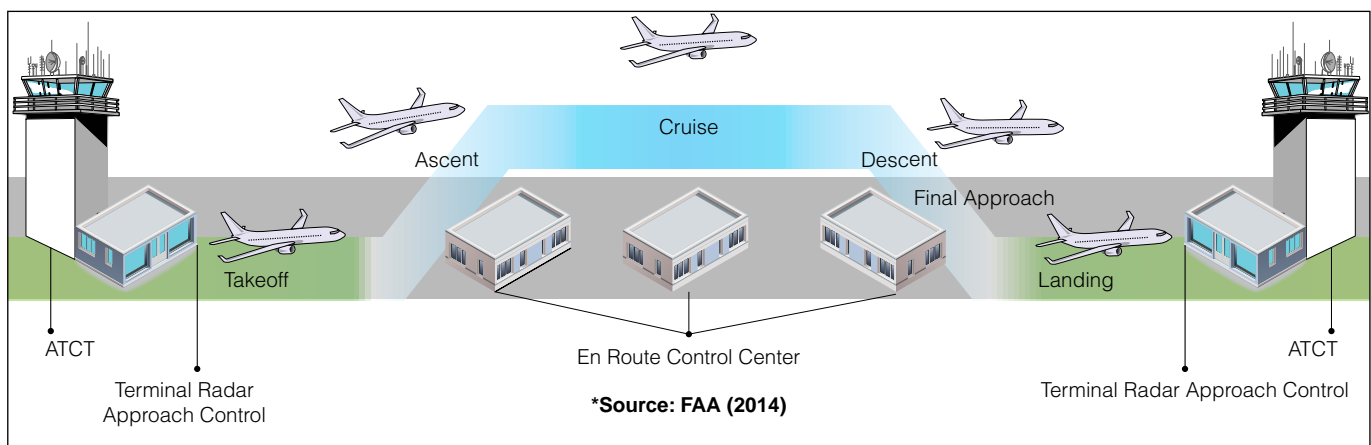 Cruise
Ascent
Descent
Final Approach
Takeoff
Landing
ATCT
En Route Control Center
ATCT
Terminal Radar
Approach Control
Terminal Radar Approach Control
*Source: FAA (2014)